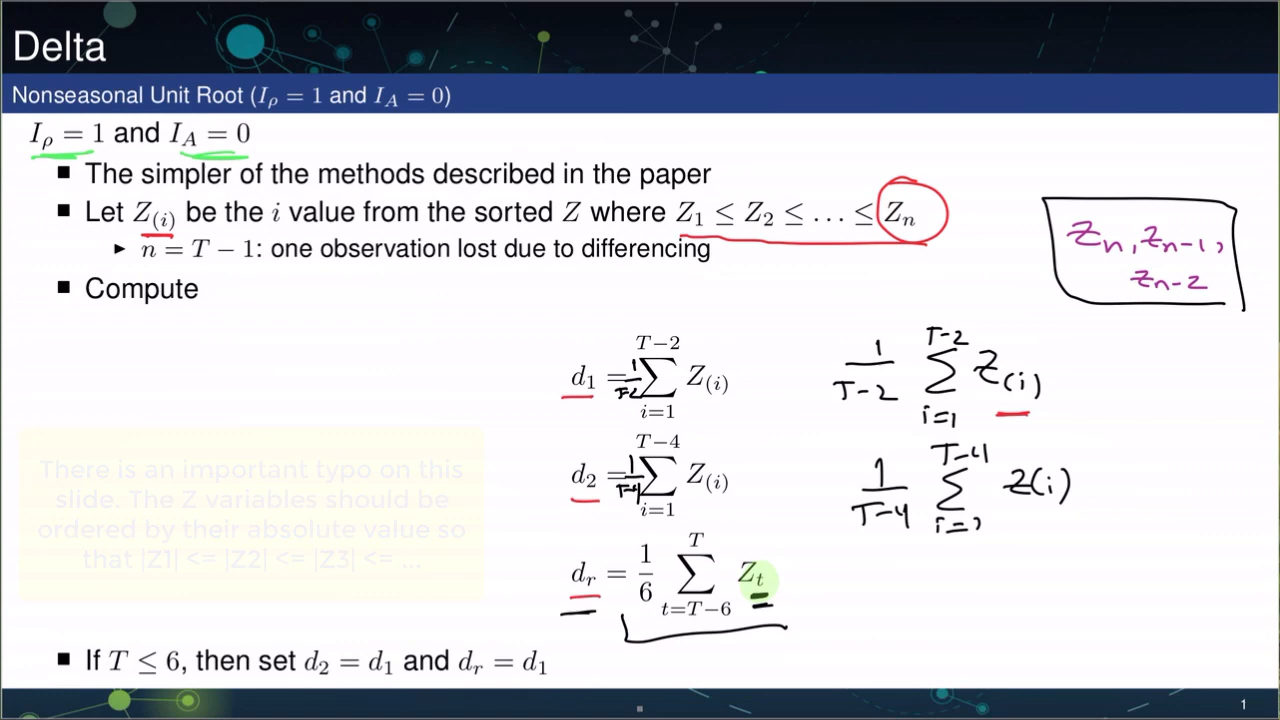 Delta
Nonseasonal Unit Root (I_ρ = 1 and I_A = 0)
I_ρ = 1 and I_A = 0
■ The simpler of the methods described in the paper
■ Let Z_(i) be the i value from the sorted Z where Z_1 ≤ Z_2 ≤ … ≤ Z_n
▶ n = T − 1: one observation lost due to differencing
Z_n, Z_n-1,
Z_n-2
■ Compute
d_1 = 1/T-2 ∑_{i=1}^{T−2} Z_(i)
1/T-2 ∑_{i=1}^{T-2} Z_(i)
d_2 = 1/T-4 ∑_{i=1}^{T−4} Z_(i)
1/T-4 ∑_{i=1}^{T-4} Z(i)
There is an important typo on this
slide. The Z variables should be
ordered by their absolute value so
that |Z1| <= |Z2| <= |Z3| <= ...
d_r = 1/6 ∑_{t=T−6}^{T} Z_t
■ If T ≤ 6, then set d_2 = d_1 and d_r = d_1
1